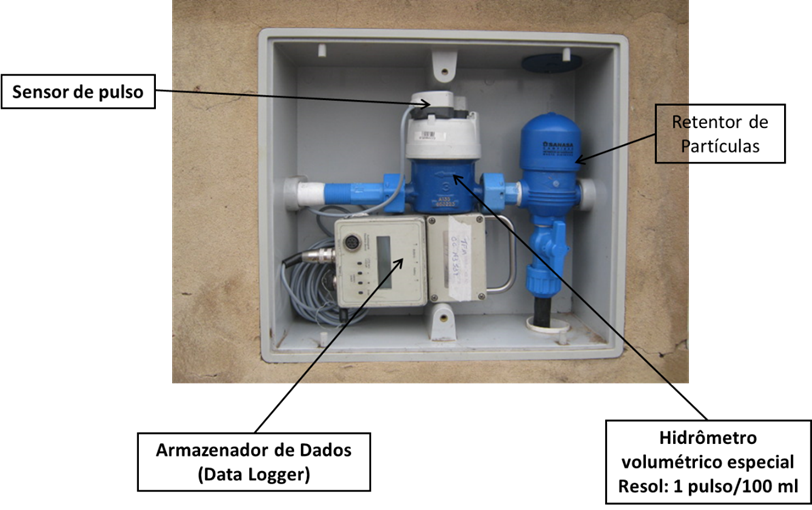 Sensor de pulso
Retentor de
Partículas
Armazenador de Dados
(Data Logger)
Hidrômetro
volumétrico especial
Resol: 1 pulso/100 ml